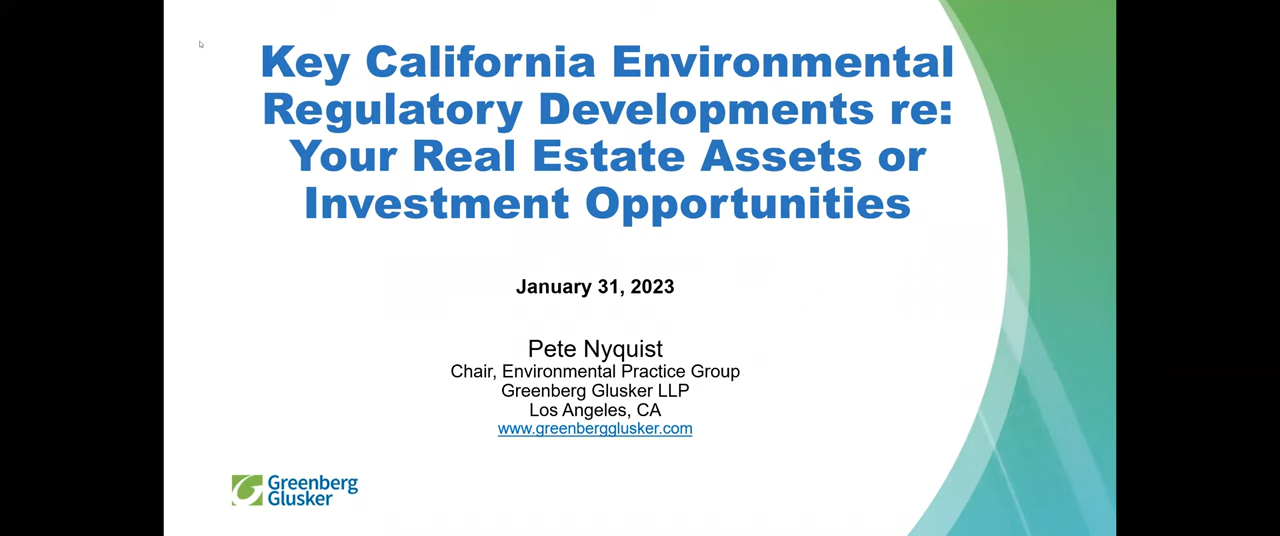 Key California Environmental
Regulatory Developments re:
Your Real Estate Assets or
Investment Opportunities
January 31, 2023
Pete Nyquist
Chair, Environmental Practice Group
Greenberg Glusker LLP
Los Angeles, CA
www.greenbergglusker.com
Greenberg
Glusker